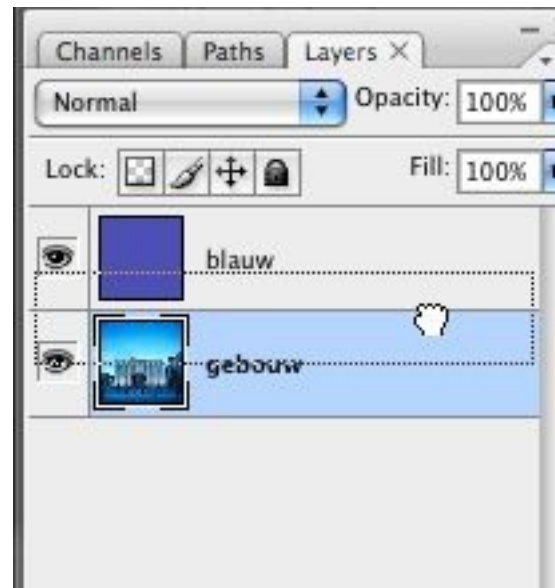 Channels Paths Layers
Normal Opacity: 100%
Lock: Fill: 100%
blauw
gebouw